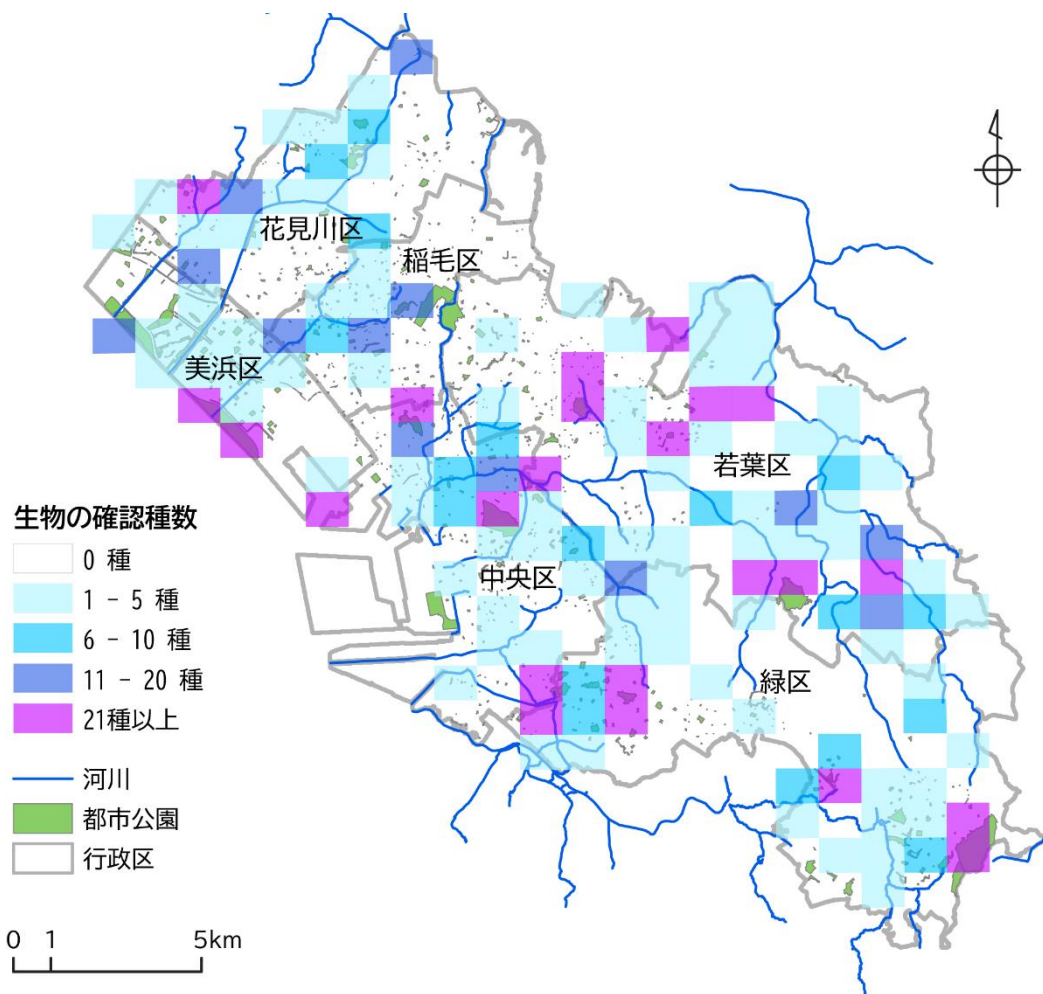 花見川区
稲毛区
美浜区
若葉区
中央区
緑区
生物の確認種数
0 種
1 - 5 種
6 - 10 種
11 - 20 種
21種以上
河川
都市公園
行政区
0 1 5km